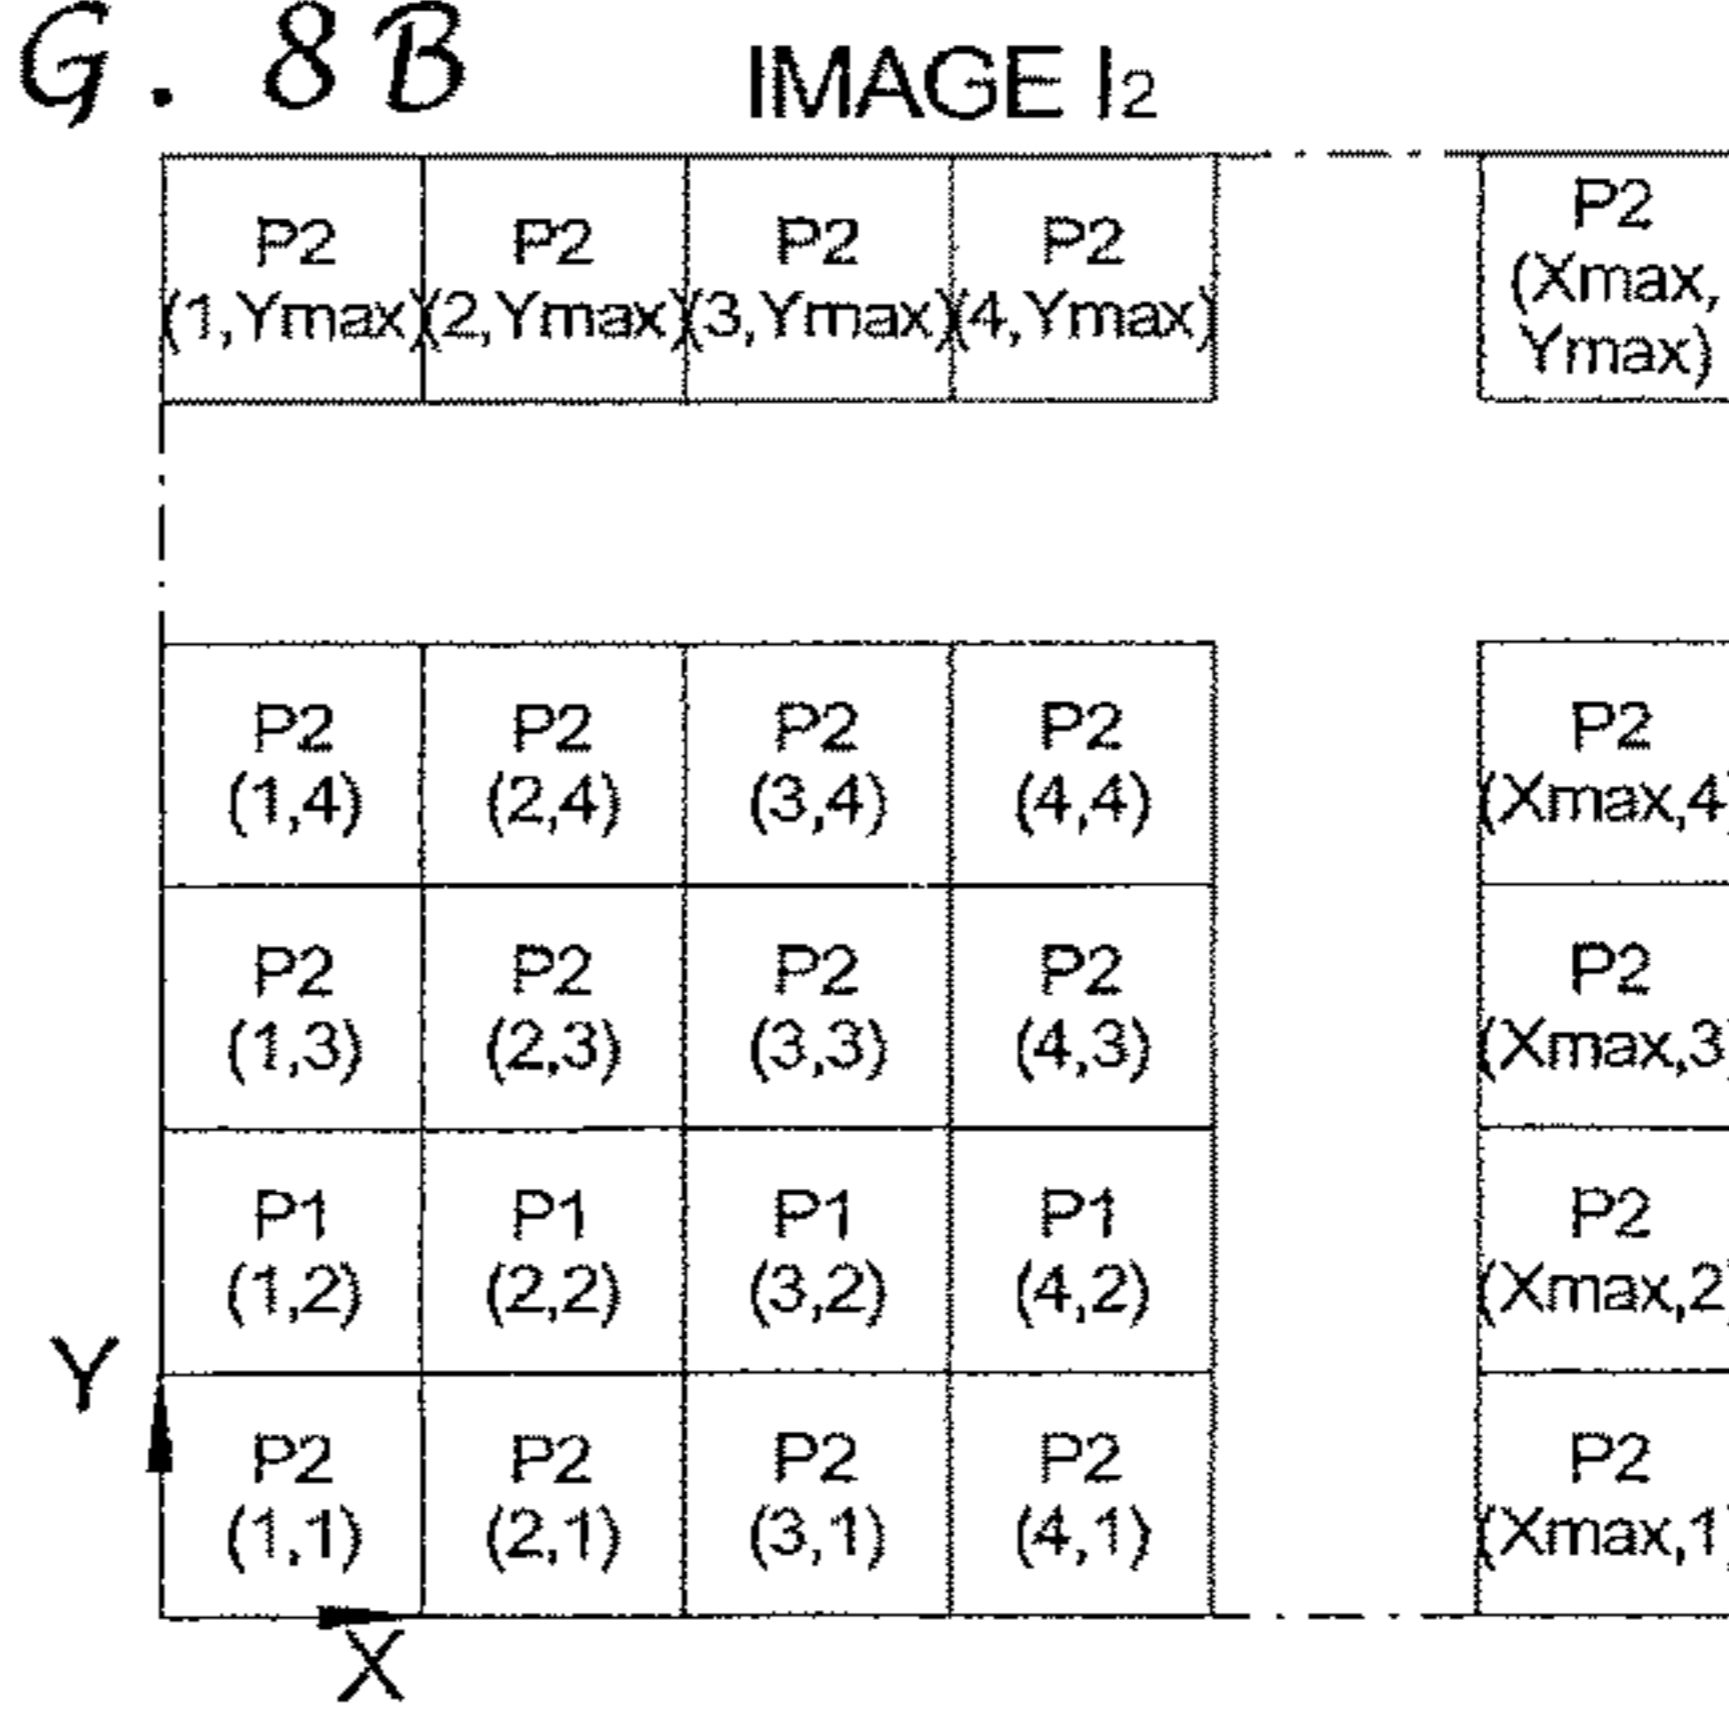 G. 8B
IMAGE I2
P2 P2 P2 P2 P2
(1,Ymax) (2,Ymax) (3,Ymax) (4,Ymax) (Xmax,
Ymax)
P2 P2 P2 P2 P2
(1,4) (2,4) (3,4) (4,4) (Xmax,4)
P2 P2 P2 P2 P2
(1,3) (2,3) (3,3) (4,3) (Xmax,3)
P1 P1 P1 P1 P2
(1,2) (2,2) (3,2) (4,2) (Xmax,2)
Y
P2 P2 P2 P2 P2
(1,1) (2,1) (3,1) (4,1) (Xmax,1)
X